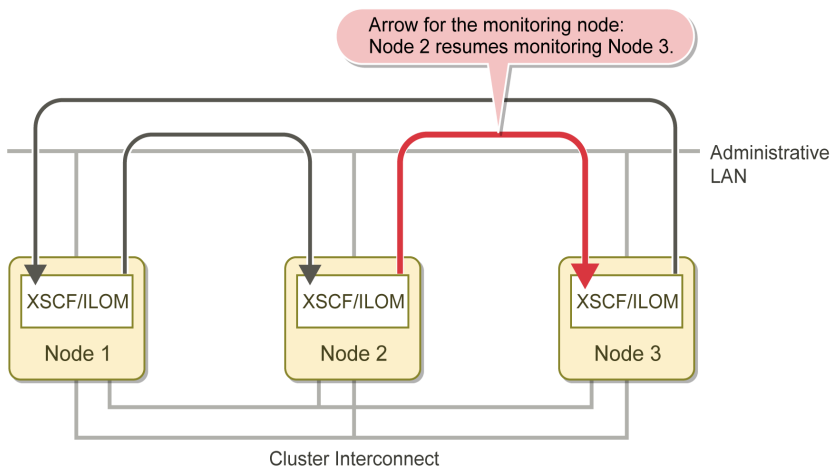 Arrow for the monitoring node:
Node 2 resumes monitoring Node 3.
Administrative
LAN
XSCF/ILOM
XSCF/ILOM
XSCF/ILOM
Node 1
Node 2
Node 3
Cluster Interconnect